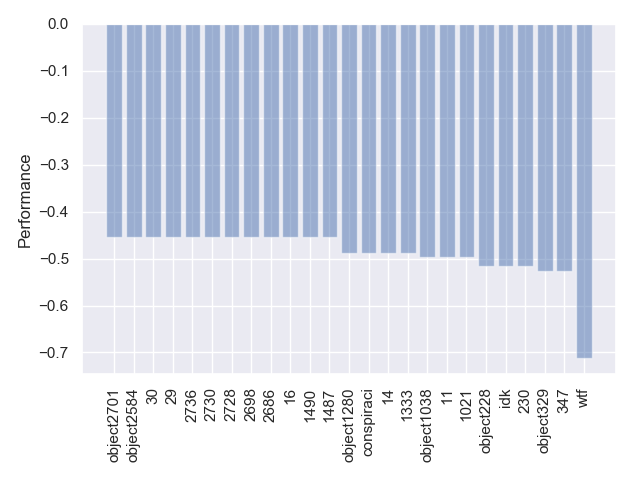 0.0
−0.1
−0.2
−0.3
−0.4
−0.5
−0.6
−0.7
Performance
object2701
object2584
30
29
2736
2730
2728
2698
2686
16
1490
1487
object1280
conspiraci
14
1333
object1038
11
1021
object228
idk
230
object329
347
wtf